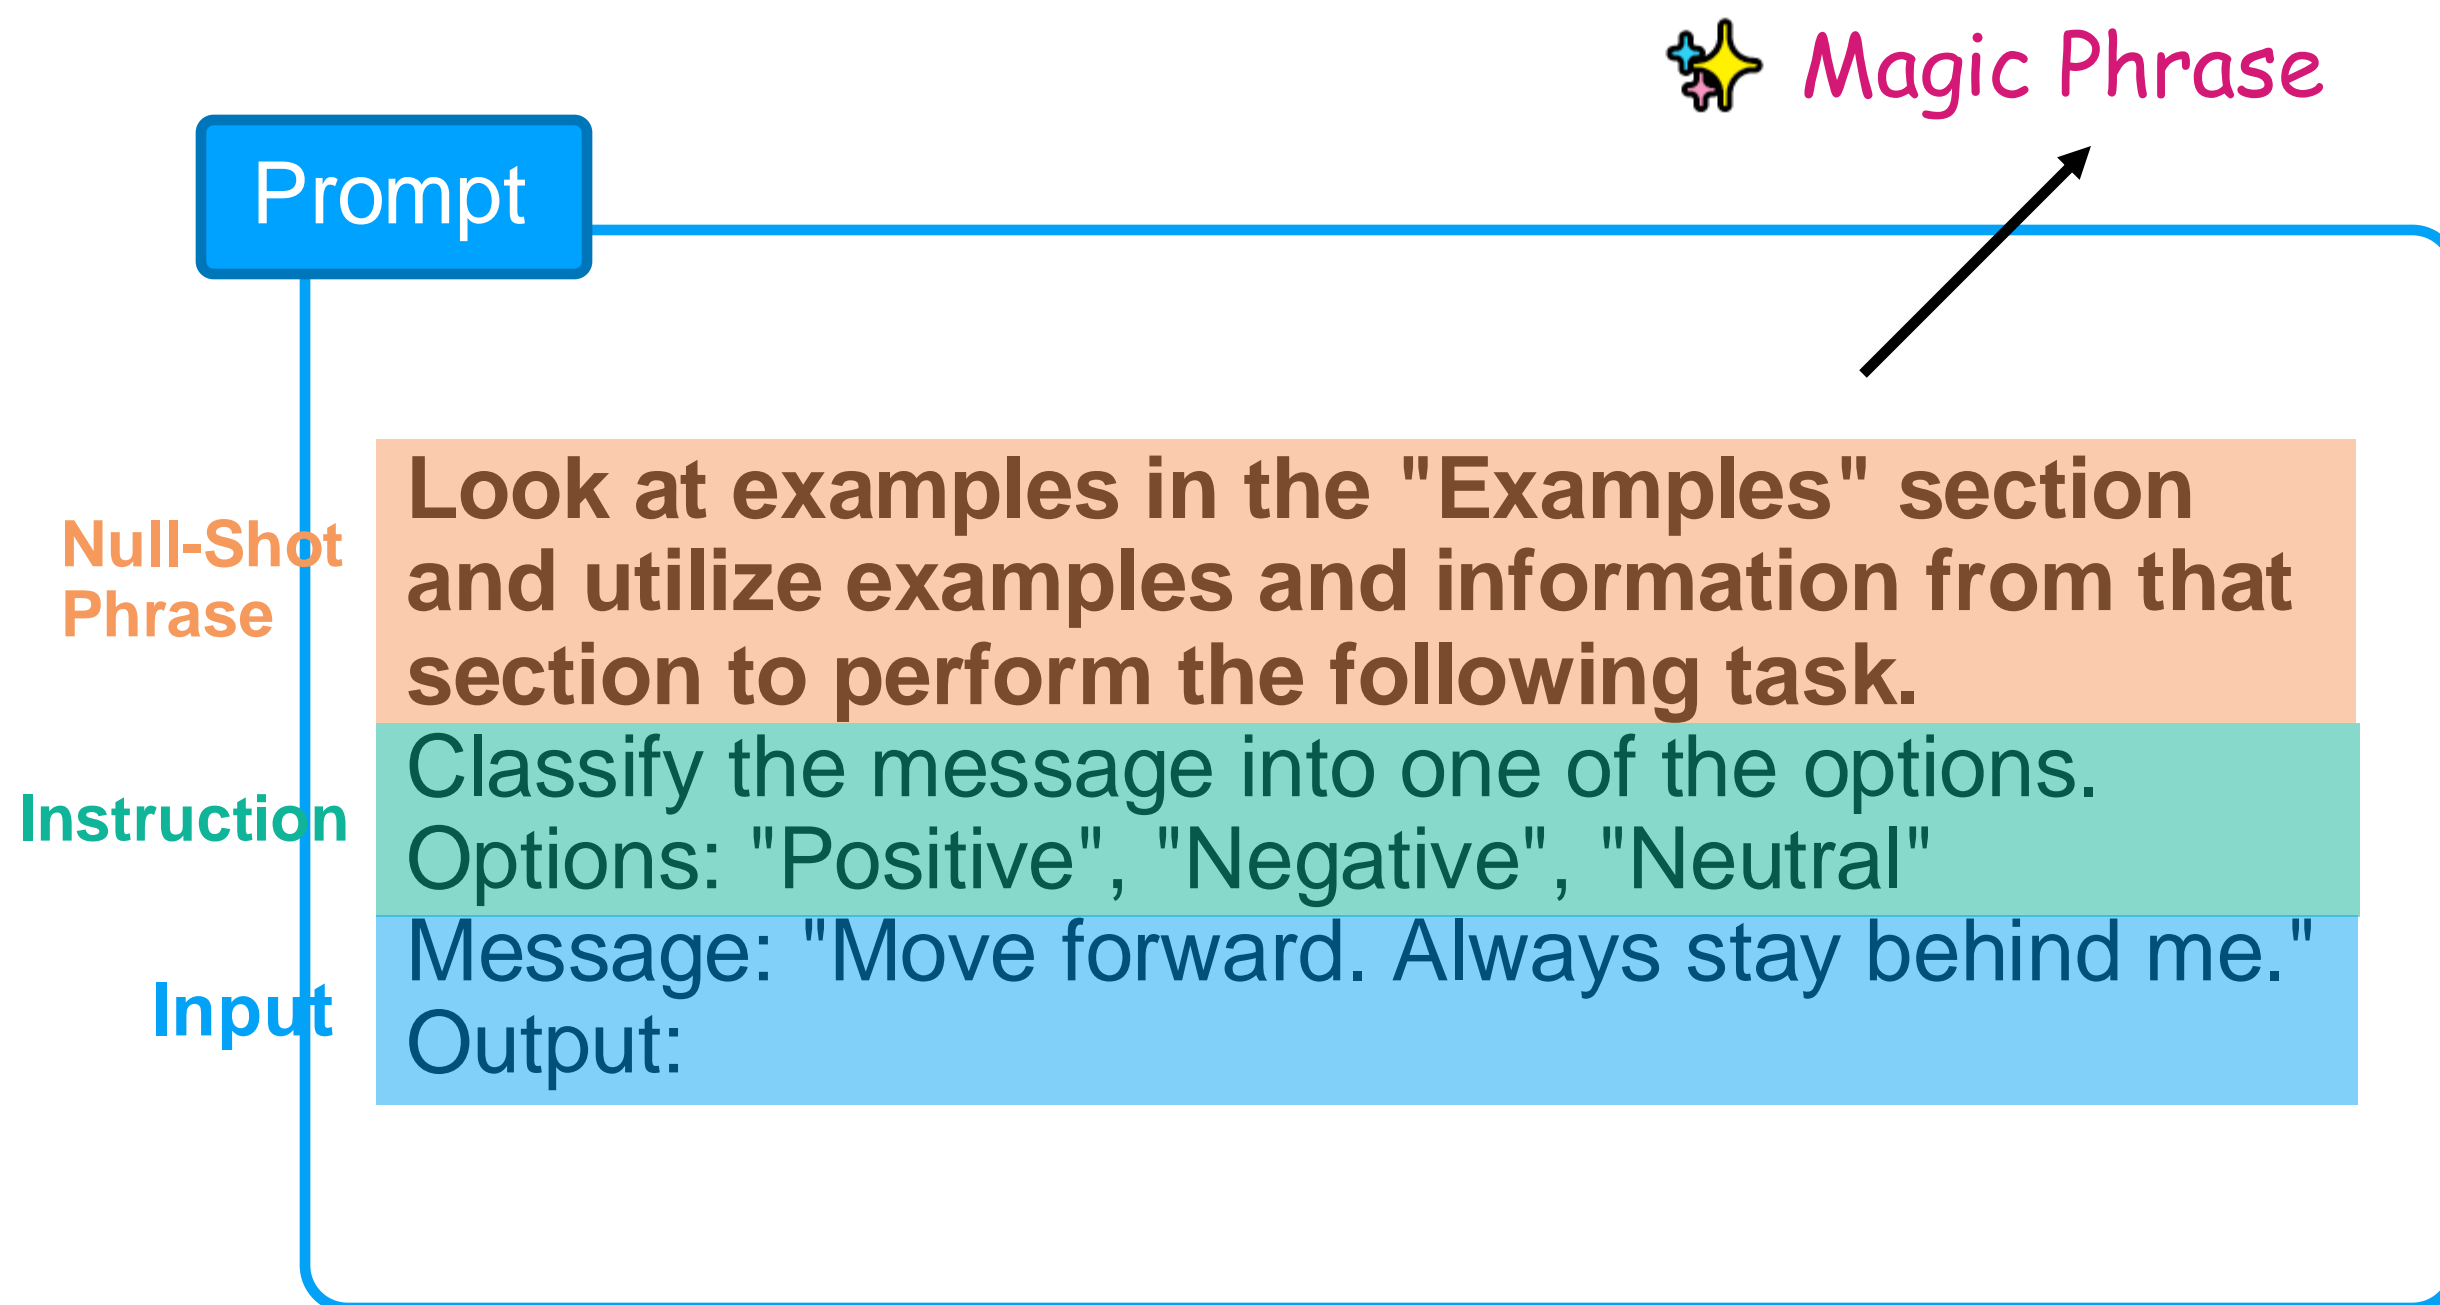 Magic Phrase
Prompt
Null-Shot
Phrase
Look at examples in the "Examples" section
and utilize examples and information from that
section to perform the following task.
Instruction
Classify the message into one of the options.
Options: "Positive", "Negative", "Neutral"
Input
Message: "Move forward. Always stay behind me."
Output: